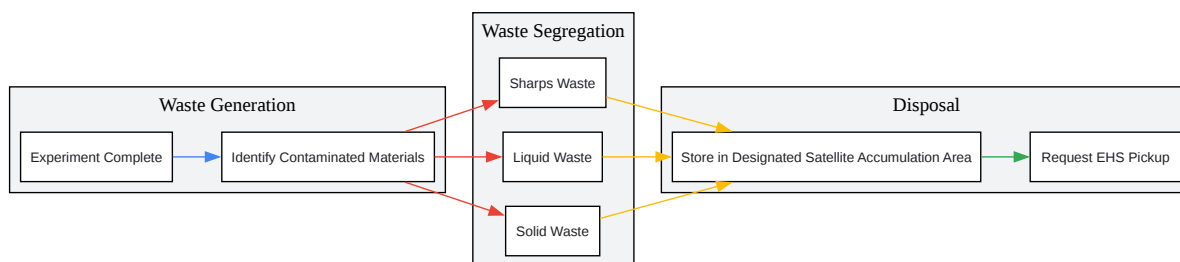 Waste Generation
Experiment Complete
Identify Contaminated Materials
Waste Segregation
Sharps Waste
Liquid Waste
Solid Waste
Disposal
Store in Designated Satellite Accumulation Area
Request EHS Pickup